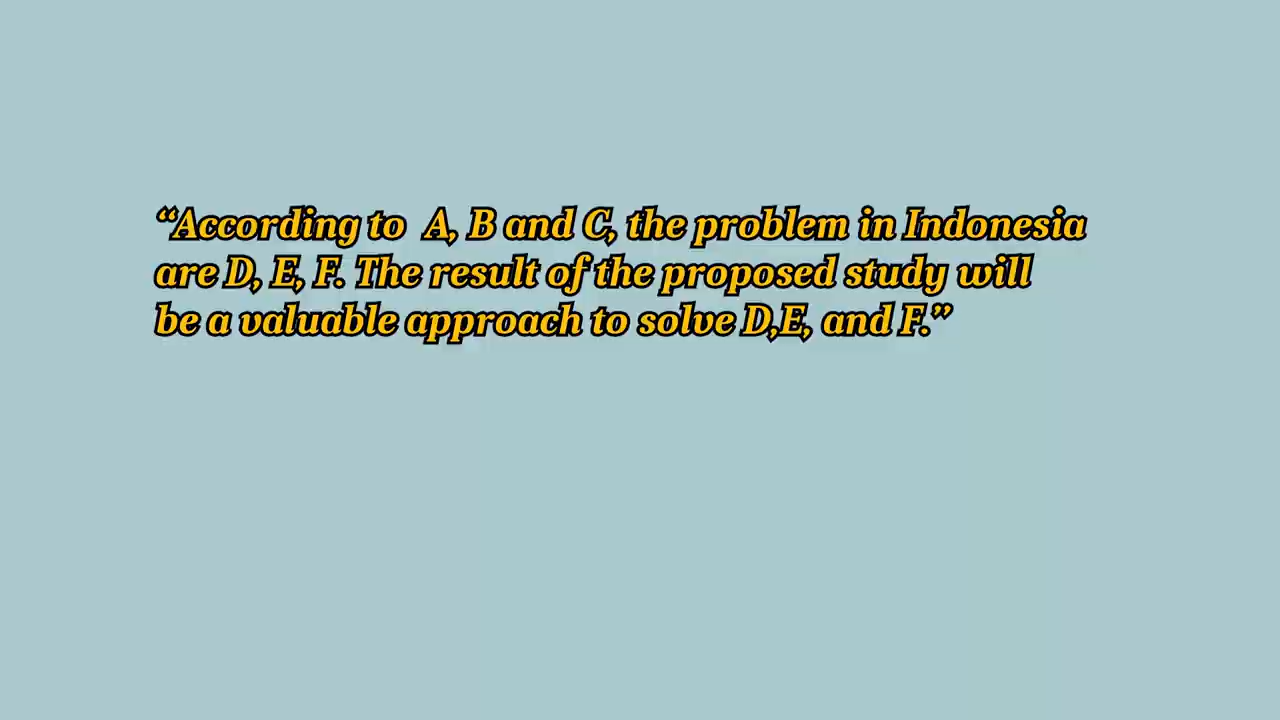 “According to  A, B and C, the problem in Indonesia
are D, E, F. The result of the proposed study will
be a valuable approach to solve D,E, and F.”